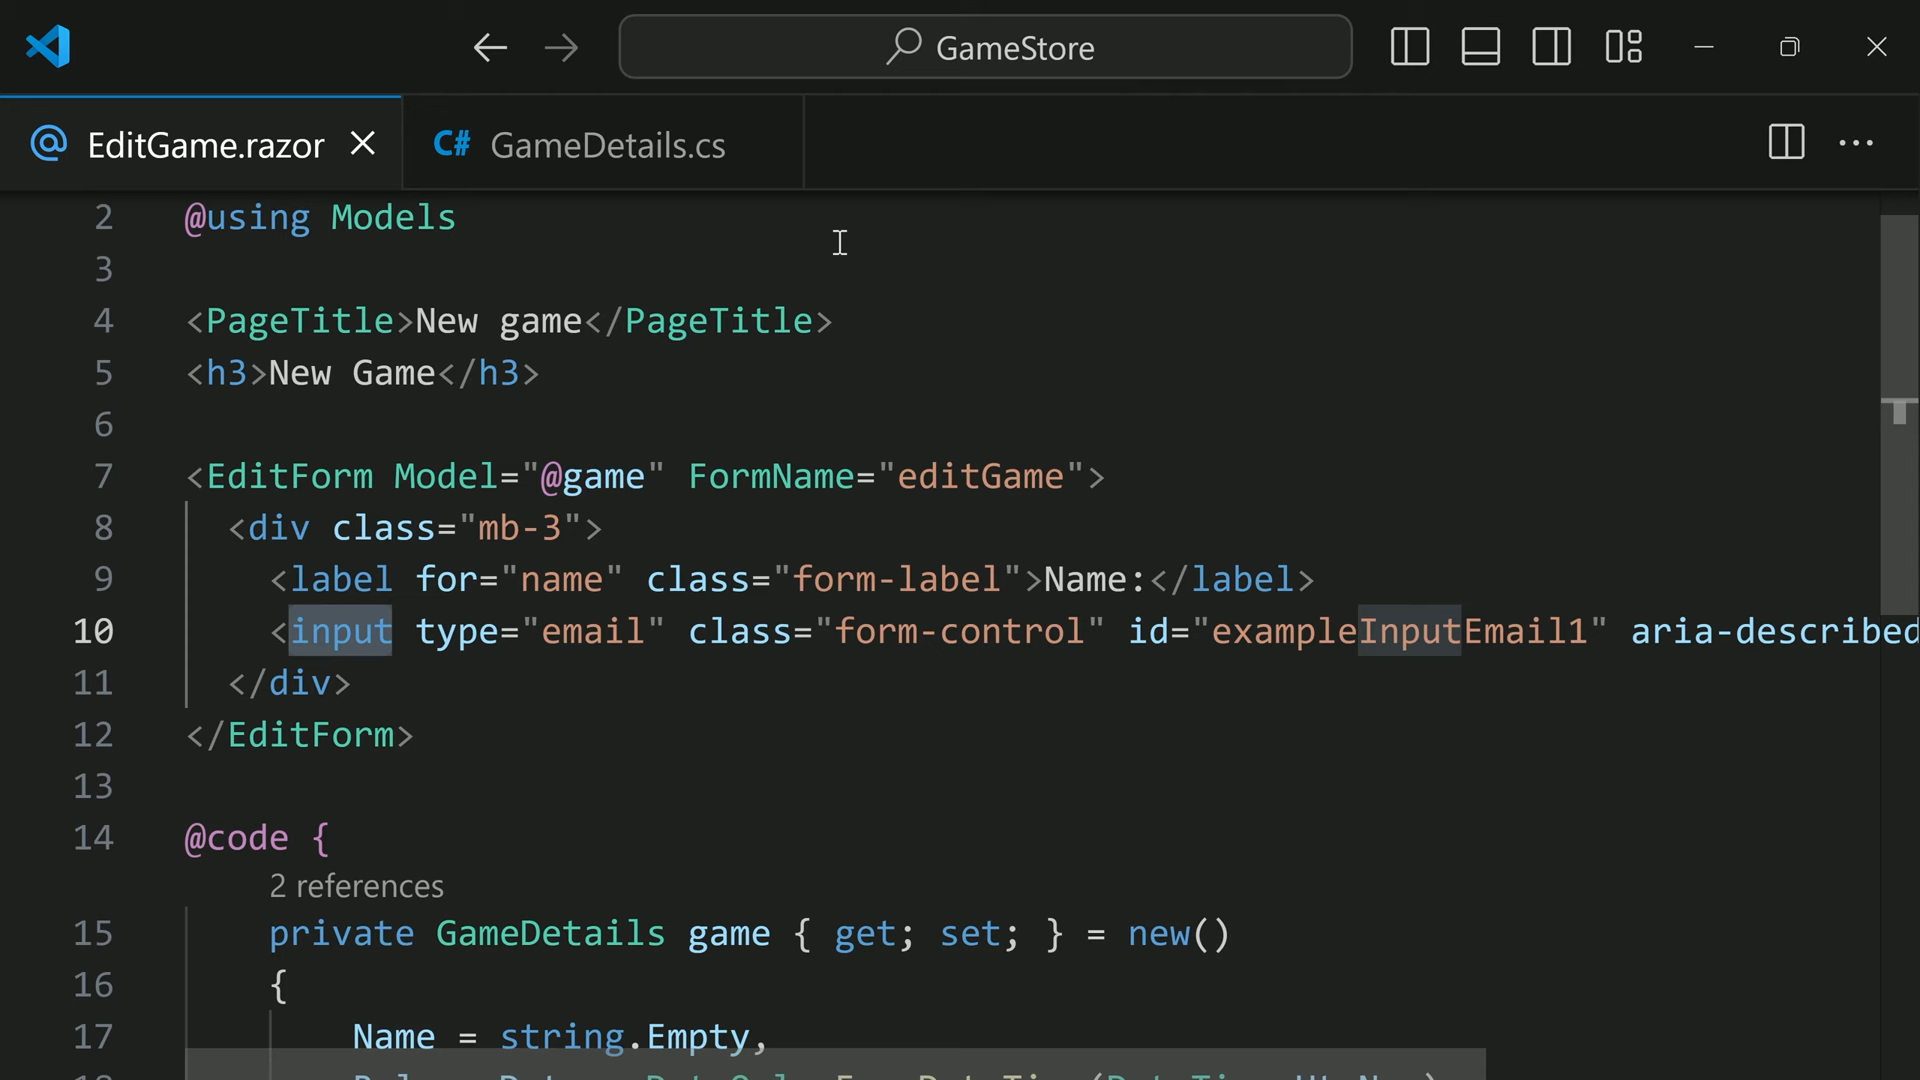 GameStore
EditGame.razor
C# GameDetails.cs
2 @using Models
3
4 <PageTitle>New game</PageTitle>
5 <h3>New Game</h3>
6
7 <EditForm Model="@game" FormName="editGame">
8 <div class="mb-3">
9 <label for="name" class="form-label">Name:</label>
10 <input type="email" class="form-control" id="exampleInputEmail1" aria-described
11 </div>
12 </EditForm>
13
14 @code {
2 references
15 private GameDetails game { get; set; } = new()
16 {
17 Name = string.Empty,